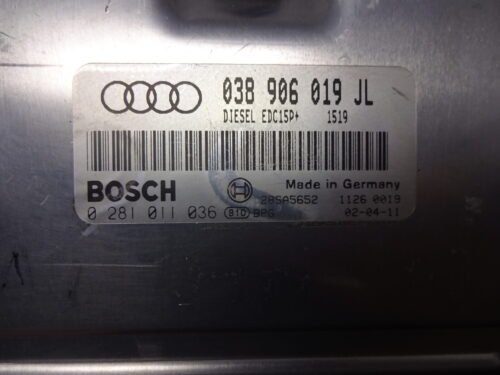 038 906 019 JL
DIESEL EDC15P+ 1519
BOSCH Made in Germany
28SA5652 1126 0019
0 281 011 036 810 02-04-11